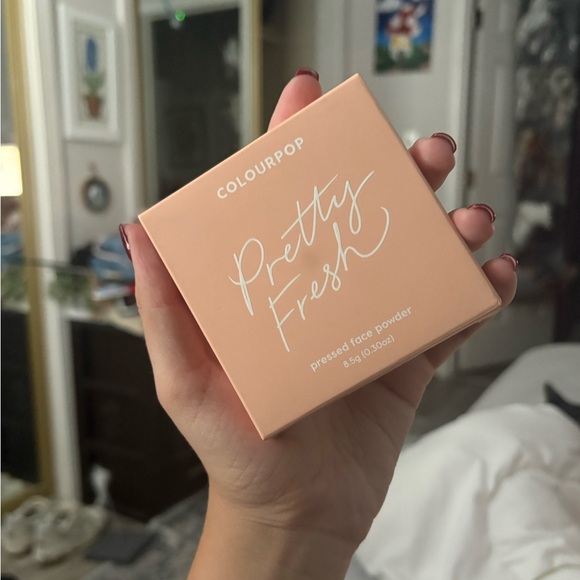 COLOURPOP
Pretty
Fresh
pressed face powder
8.5g (0.30oz)